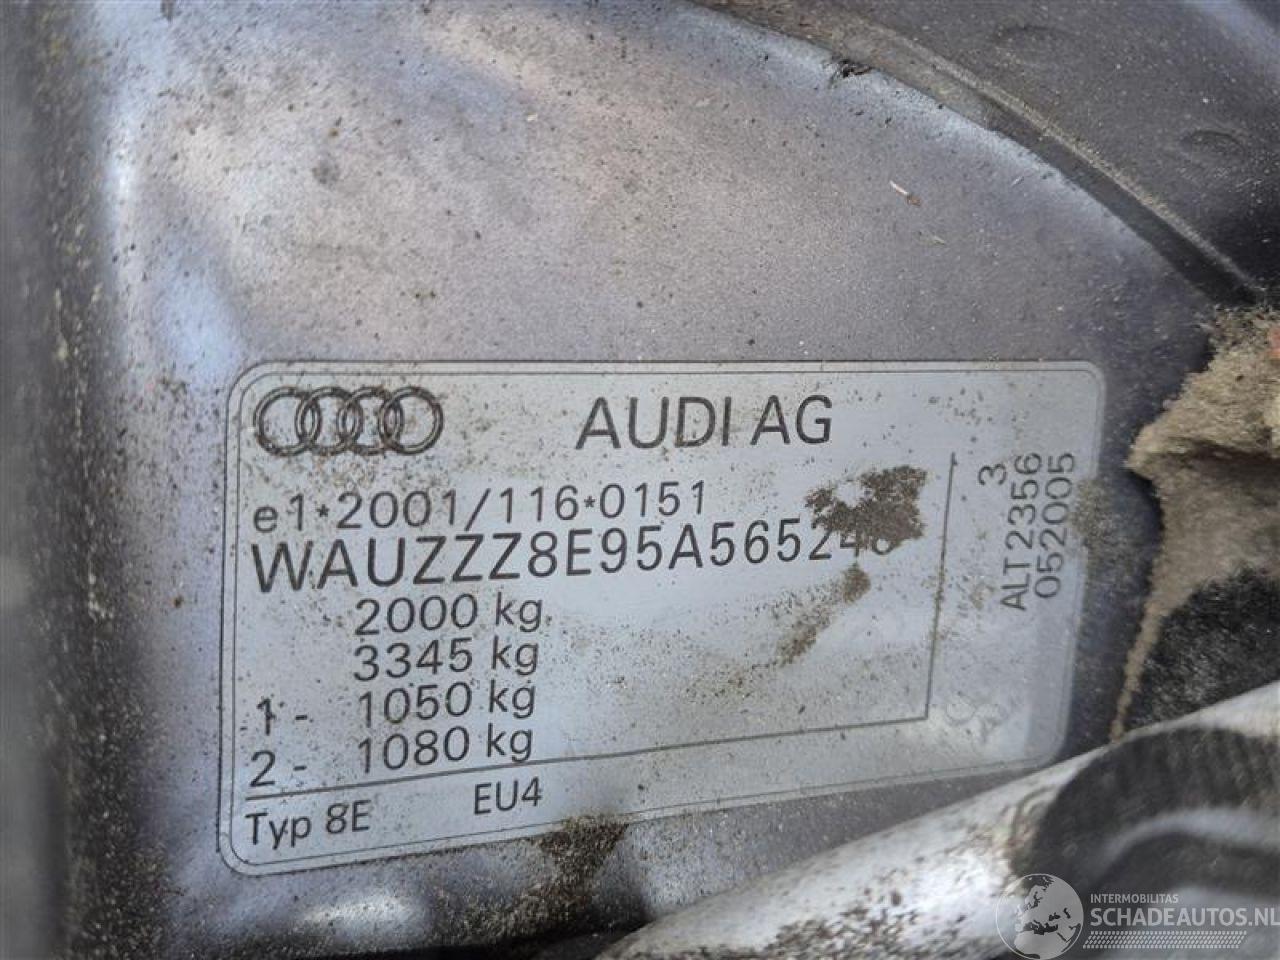 AUDI AG
e1*2001/116*0151
2000 kg
3345 kg
1 - 1050 kg
2 - 1080 kg
Typ 8E EU4
3
ALT2356
052005
INTERMOBILITAS
SCHADEAUTOS.NL